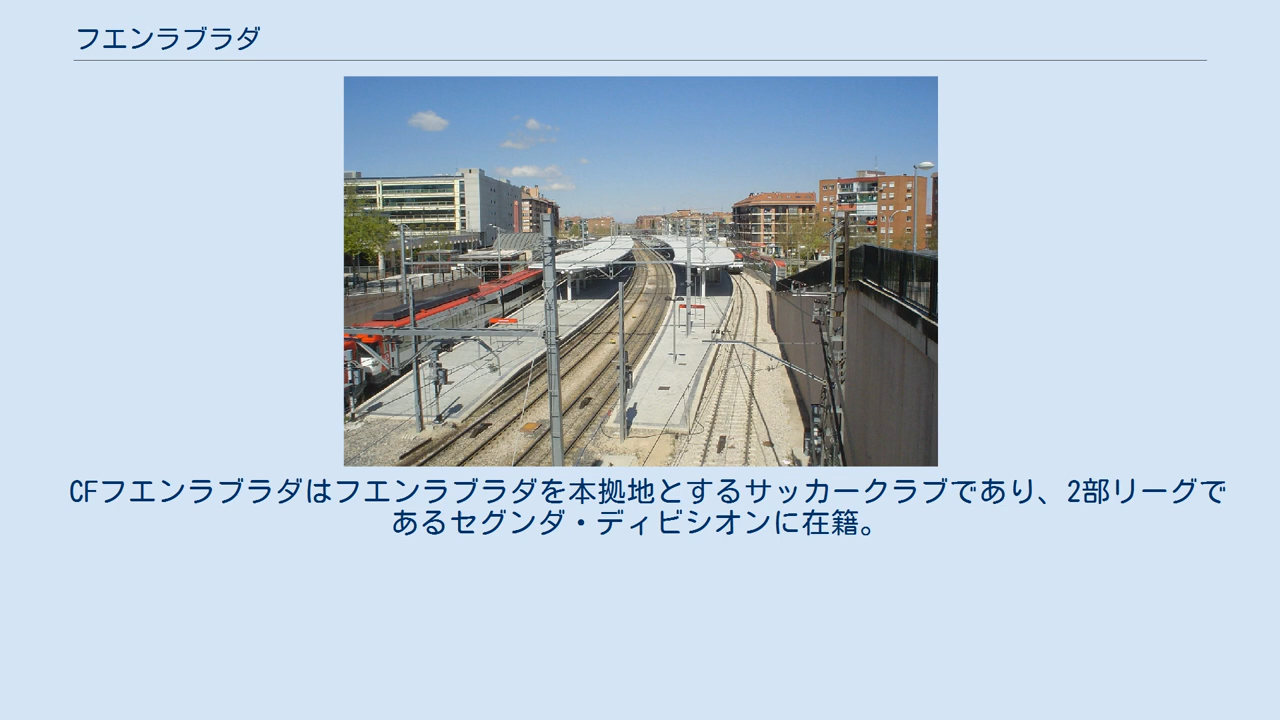 フエンラブラダ
CFフエンラブラダはフエンラブラダを本拠地とするサッカークラブであり、2部リーグで
あるセグンダ・ディビシオンに在籍。